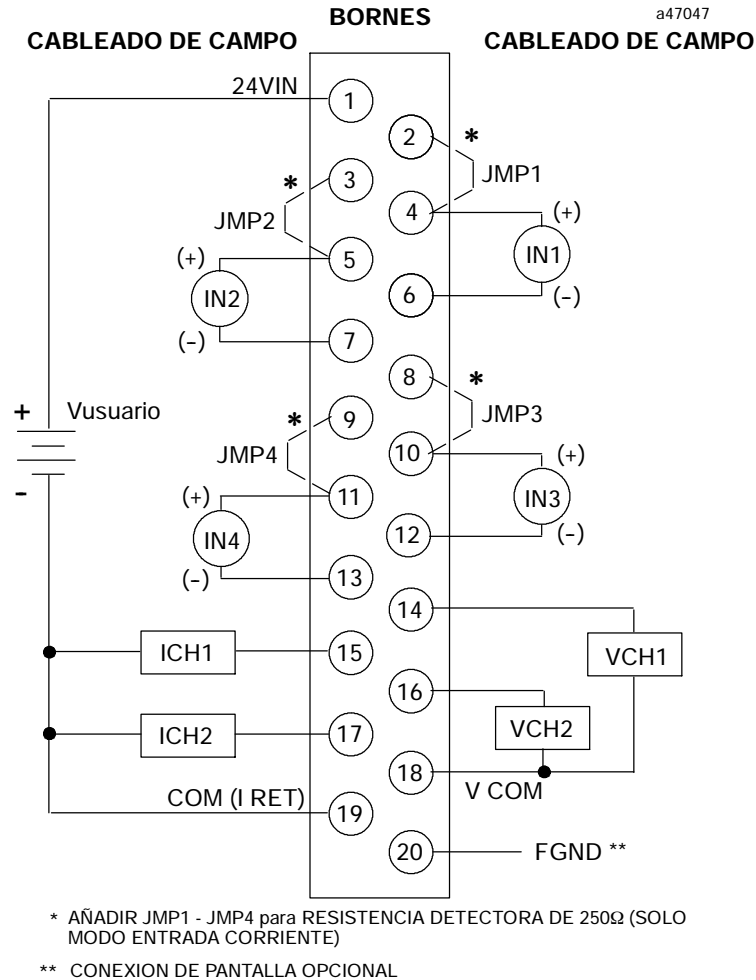 BORNES
a47047
CABLEADO DE CAMPO
CABLEADO DE CAMPO
24VIN
1
2
*
3
*
JMP1
4
(+)
JMP2
IN1
(+)
5
IN2
6
(-)
(-)
7
8
*
+ Vusuario
9
*
JMP3
JMP4
10
(+)
-
(+)
11
IN3
IN4
12
(-)
(-)
13
14
ICH1
15
VCH1
16
ICH2
17
VCH2
18
V COM
COM (I RET)
19
20
FGND **
* AÑADIR JMP1 - JMP4 para RESISTENCIA DETECTORA DE 250Ω (SOLO
MODO ENTRADA CORRIENTE)
** CONEXION DE PANTALLA OPCIONAL